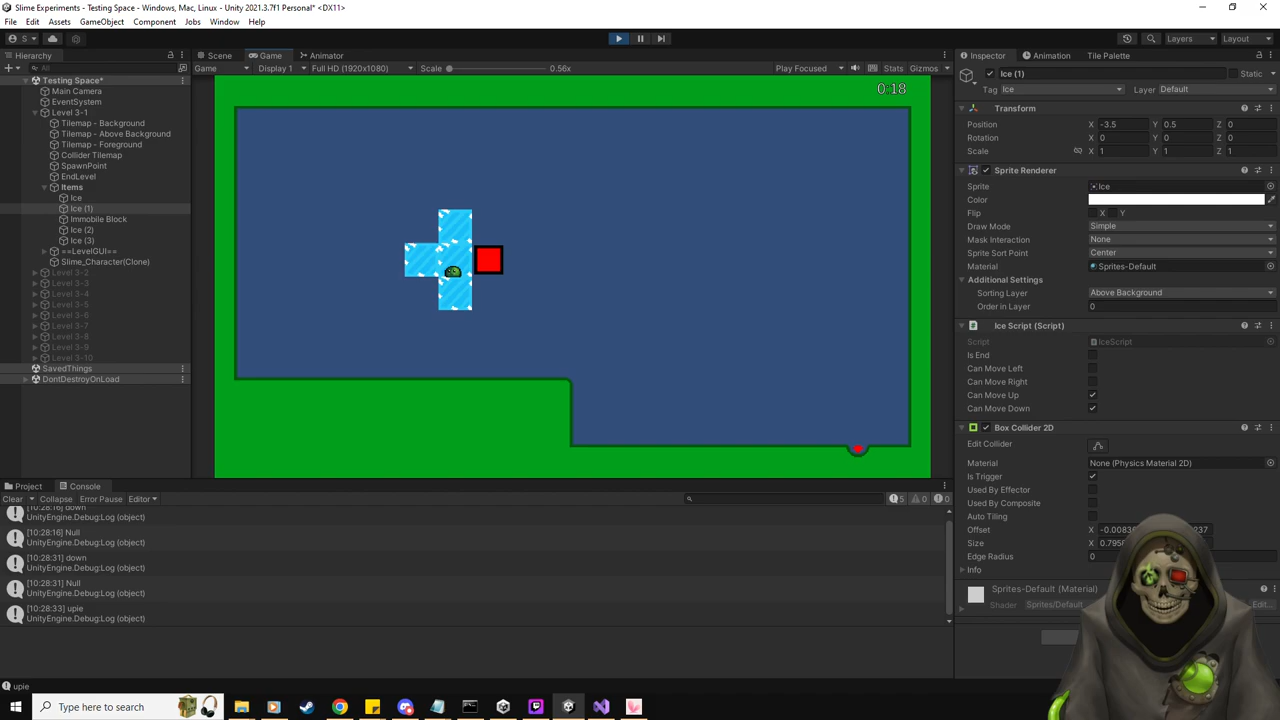 Slime Experiments - Testing Space - Windows, Mac, Linux - Unity 2021.3.7f1 Personal* <DX11>
File Edit Assets GameObject Component Jobs Window Help
S Layers Layout
Hierarchy Scene Game Animator Inspector Animation Tile Palette
All Game Display 1 Full HD (1920x1080) Scale 0.56x Play Focused Stats Gizmos
Testing Space*
Main Camera
EventSystem
Level 3-1
Tilemap - Background
Tilemap - Above Background
Tilemap - Foreground
Collider Tilemap
SpawnPoint
EndLevel
Items
Ice
Ice (1)
Immobile Block
Ice (2)
Ice (3)
==LevelGUI==
Slime_Character(Clone)
Level 3-2
Level 3-3
Level 3-4
Level 3-5
Level 3-6
Level 3-7
Level 3-8
Level 3-9
Level 3-10
SavedThings
DontDestroyOnLoad
0:18
Ice (1) Static
Tag Ice Layer Default
Transform
Position X -3.5 Y 0.5 Z 0
Rotation X 0 Y 0 Z 0
Scale X 1 Y 1 Z 1
Sprite Renderer
Sprite Ice
Color
Flip X Y
Draw Mode Simple
Mask Interaction None
Sprite Sort Point Center
Material Sprites-Default
Additional Settings
Sorting Layer Above Background
Order in Layer 0
Ice Script (Script)
Script IceScript
Is End
Can Move Left
Can Move Right
Can Move Up
Can Move Down
Box Collider 2D
Edit Collider
Material None (Physics Material 2D)
Is Trigger
Used By Effector
Used By Composite
Auto Tiling
Offset X
Size X
Edge Radius 0
Info
Sprites-Default (Material)
Shader Sprites/Default Edit...
Project Console
Clear Collapse Error Pause Editor 5 0 0
[10:28:16] down
UnityEngine.Debug:Log (object)
[10:28:16] Null
UnityEngine.Debug:Log (object)
[10:28:31] down
UnityEngine.Debug:Log (object)
[10:28:31] Null
UnityEngine.Debug:Log (object)
[10:28:33] upie
UnityEngine.Debug:Log (object)
upie
Type here to search